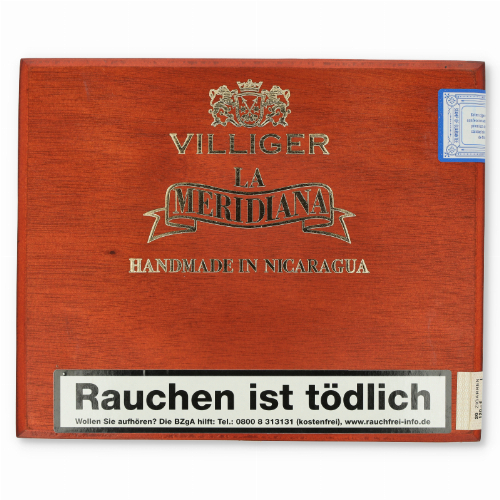 VILLIGER
LA
MERIDIANA
HANDMADE IN NICARAGUA
Rauchen ist tödlich
Wollen Sie aufhören? Die BZgA hilft: Tel.: 0800 8 313131 (kostenfrei), www.rauchfrei-info.de